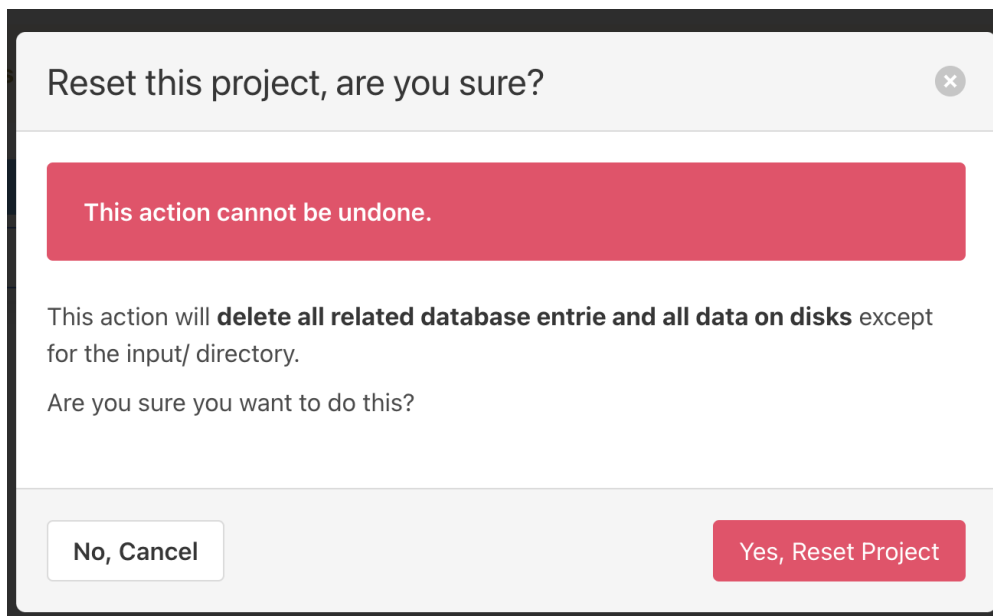 Reset this project, are you sure?
This action cannot be undone.
This action will delete all related database entrie and all data on disks except
for the input/ directory.
Are you sure you want to do this?
No, Cancel
Yes, Reset Project